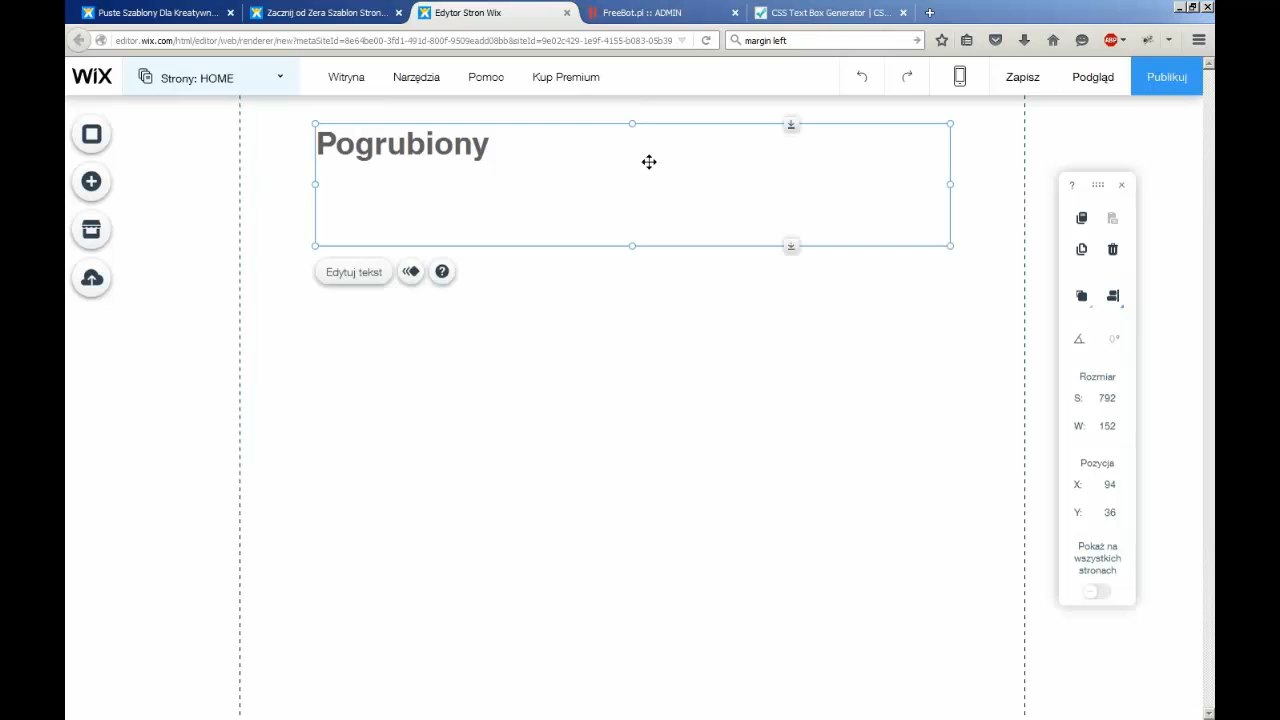 Puste Szablony Dla Kreatywn...
Zacznij od Zera Szablon Stron...
Edytor Stron Wix
FreeBot.pl :: ADMIN
CSS Text Box Generator | CS...
editor.wix.com/html/editor/web/renderer/new?metaSiteId=8e64be00-3fd1-491d-800f-9509eadd08bb&siteId=9e02c429-1e9f-4155-b083-05b39
margin left
ABP
WiX
Strony: HOME
Witryna
Narzędzia
Pomoc
Kup Premium
Zapisz
Podgląd
Publikuj
Pogrubiony
Edytuj tekst
?
?
0°
Rozmiar
S: 792
W: 152
Pozycja
X: 94
Y: 36
Pokaż na
wszystkich
stronach